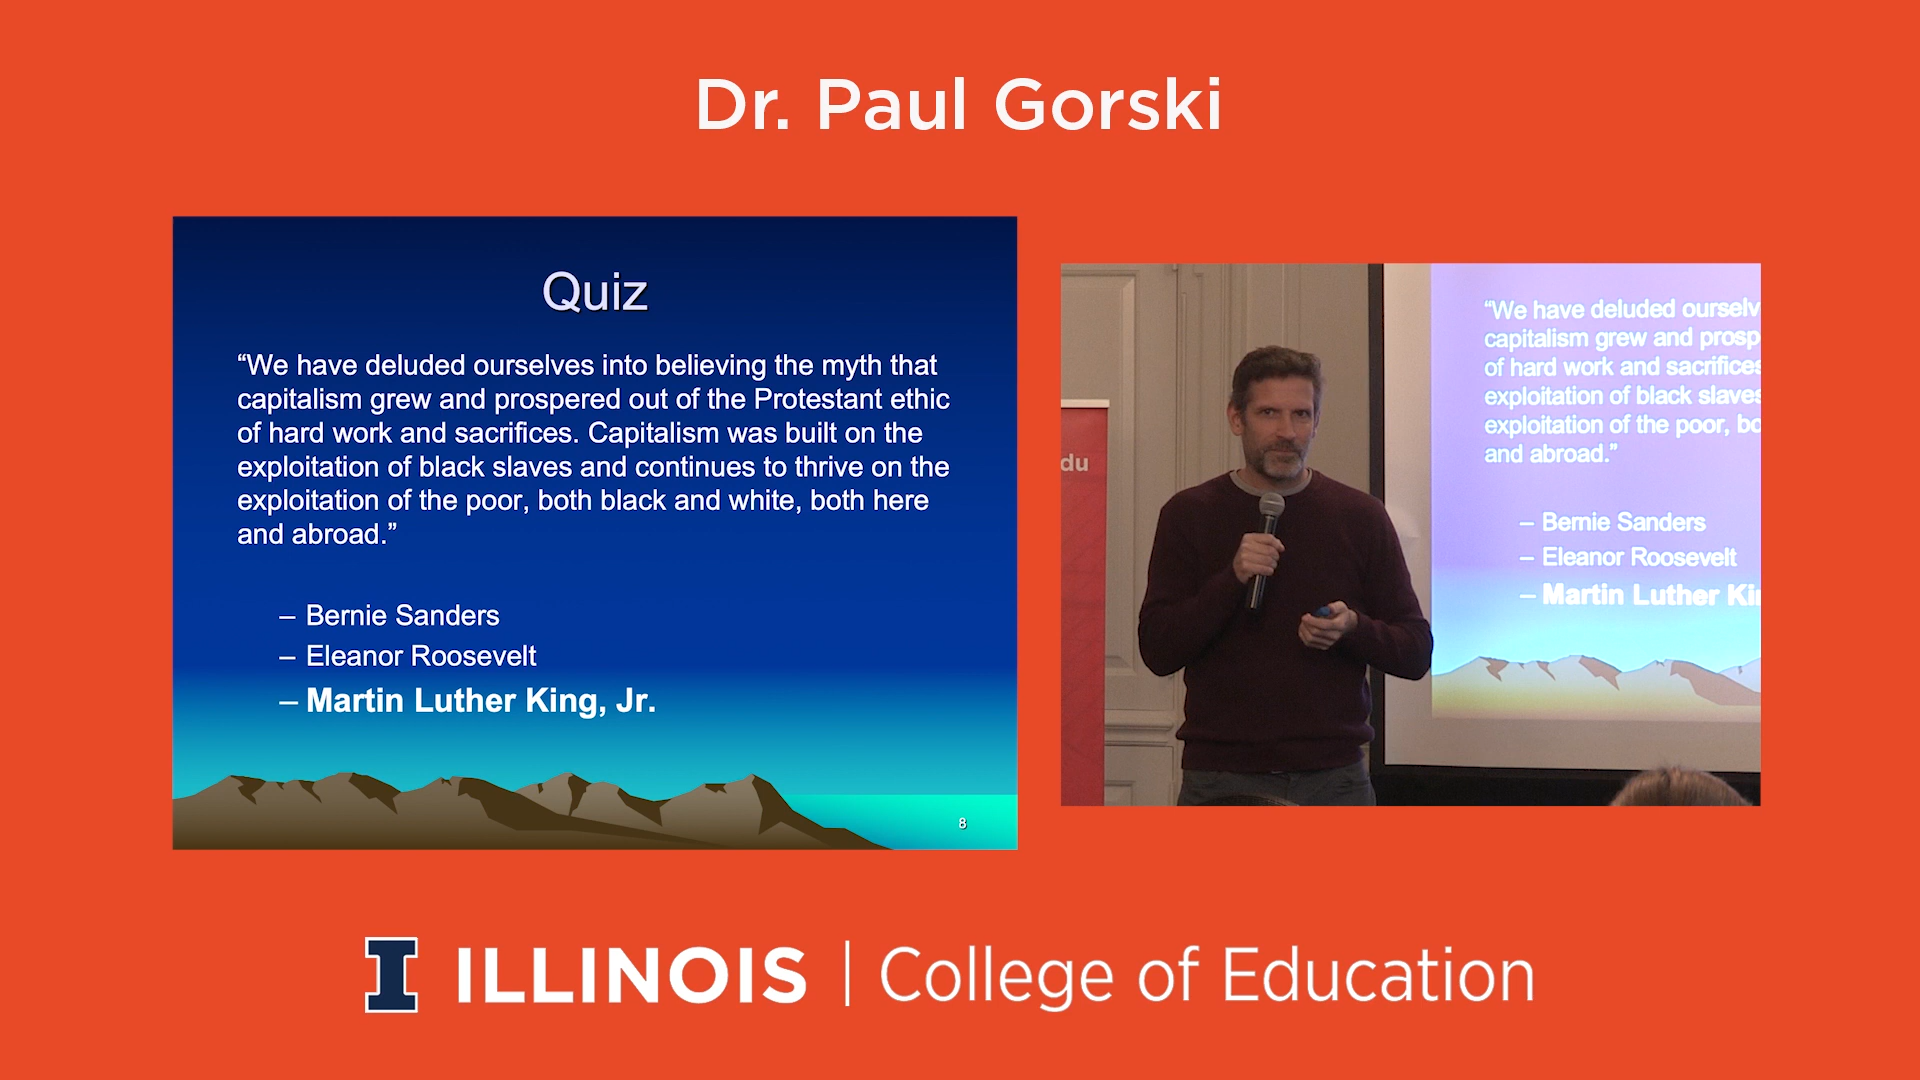 Dr. Paul Gorski
Quiz
“We have deluded ourselves into believing the myth that
capitalism grew and prospered out of the Protestant ethic
of hard work and sacrifices. Capitalism was built on the
exploitation of black slaves and continues to thrive on the
exploitation of the poor, both black and white, both here
and abroad.”
– Bernie Sanders
– Eleanor Roosevelt
– Martin Luther King, Jr.
8
du
“We have deluded ourselv
capitalism grew and prosp
of hard work and sacrifices
exploitation of black slaves
exploitation of the poor, bo
and abroad.”
– Bernie Sanders
– Eleanor Roosevelt
– Martin Luther Ki
I ILLINOIS | College of Education